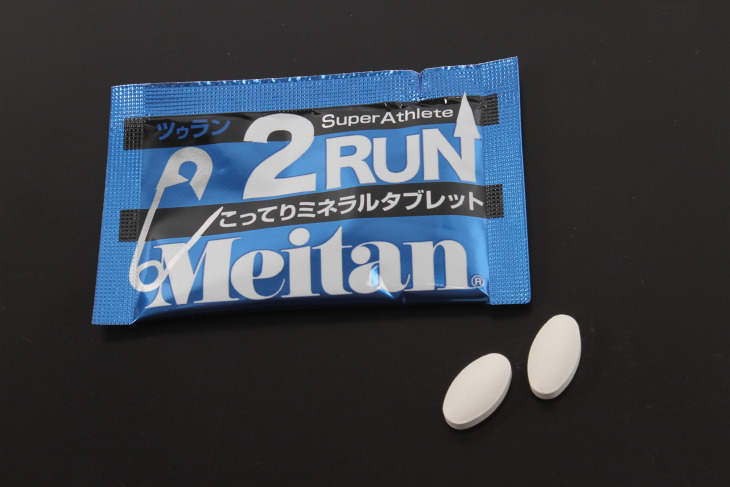 ツゥラン
SuperAthlete
2RUN
こってりミネラルタブレット
Meitan®